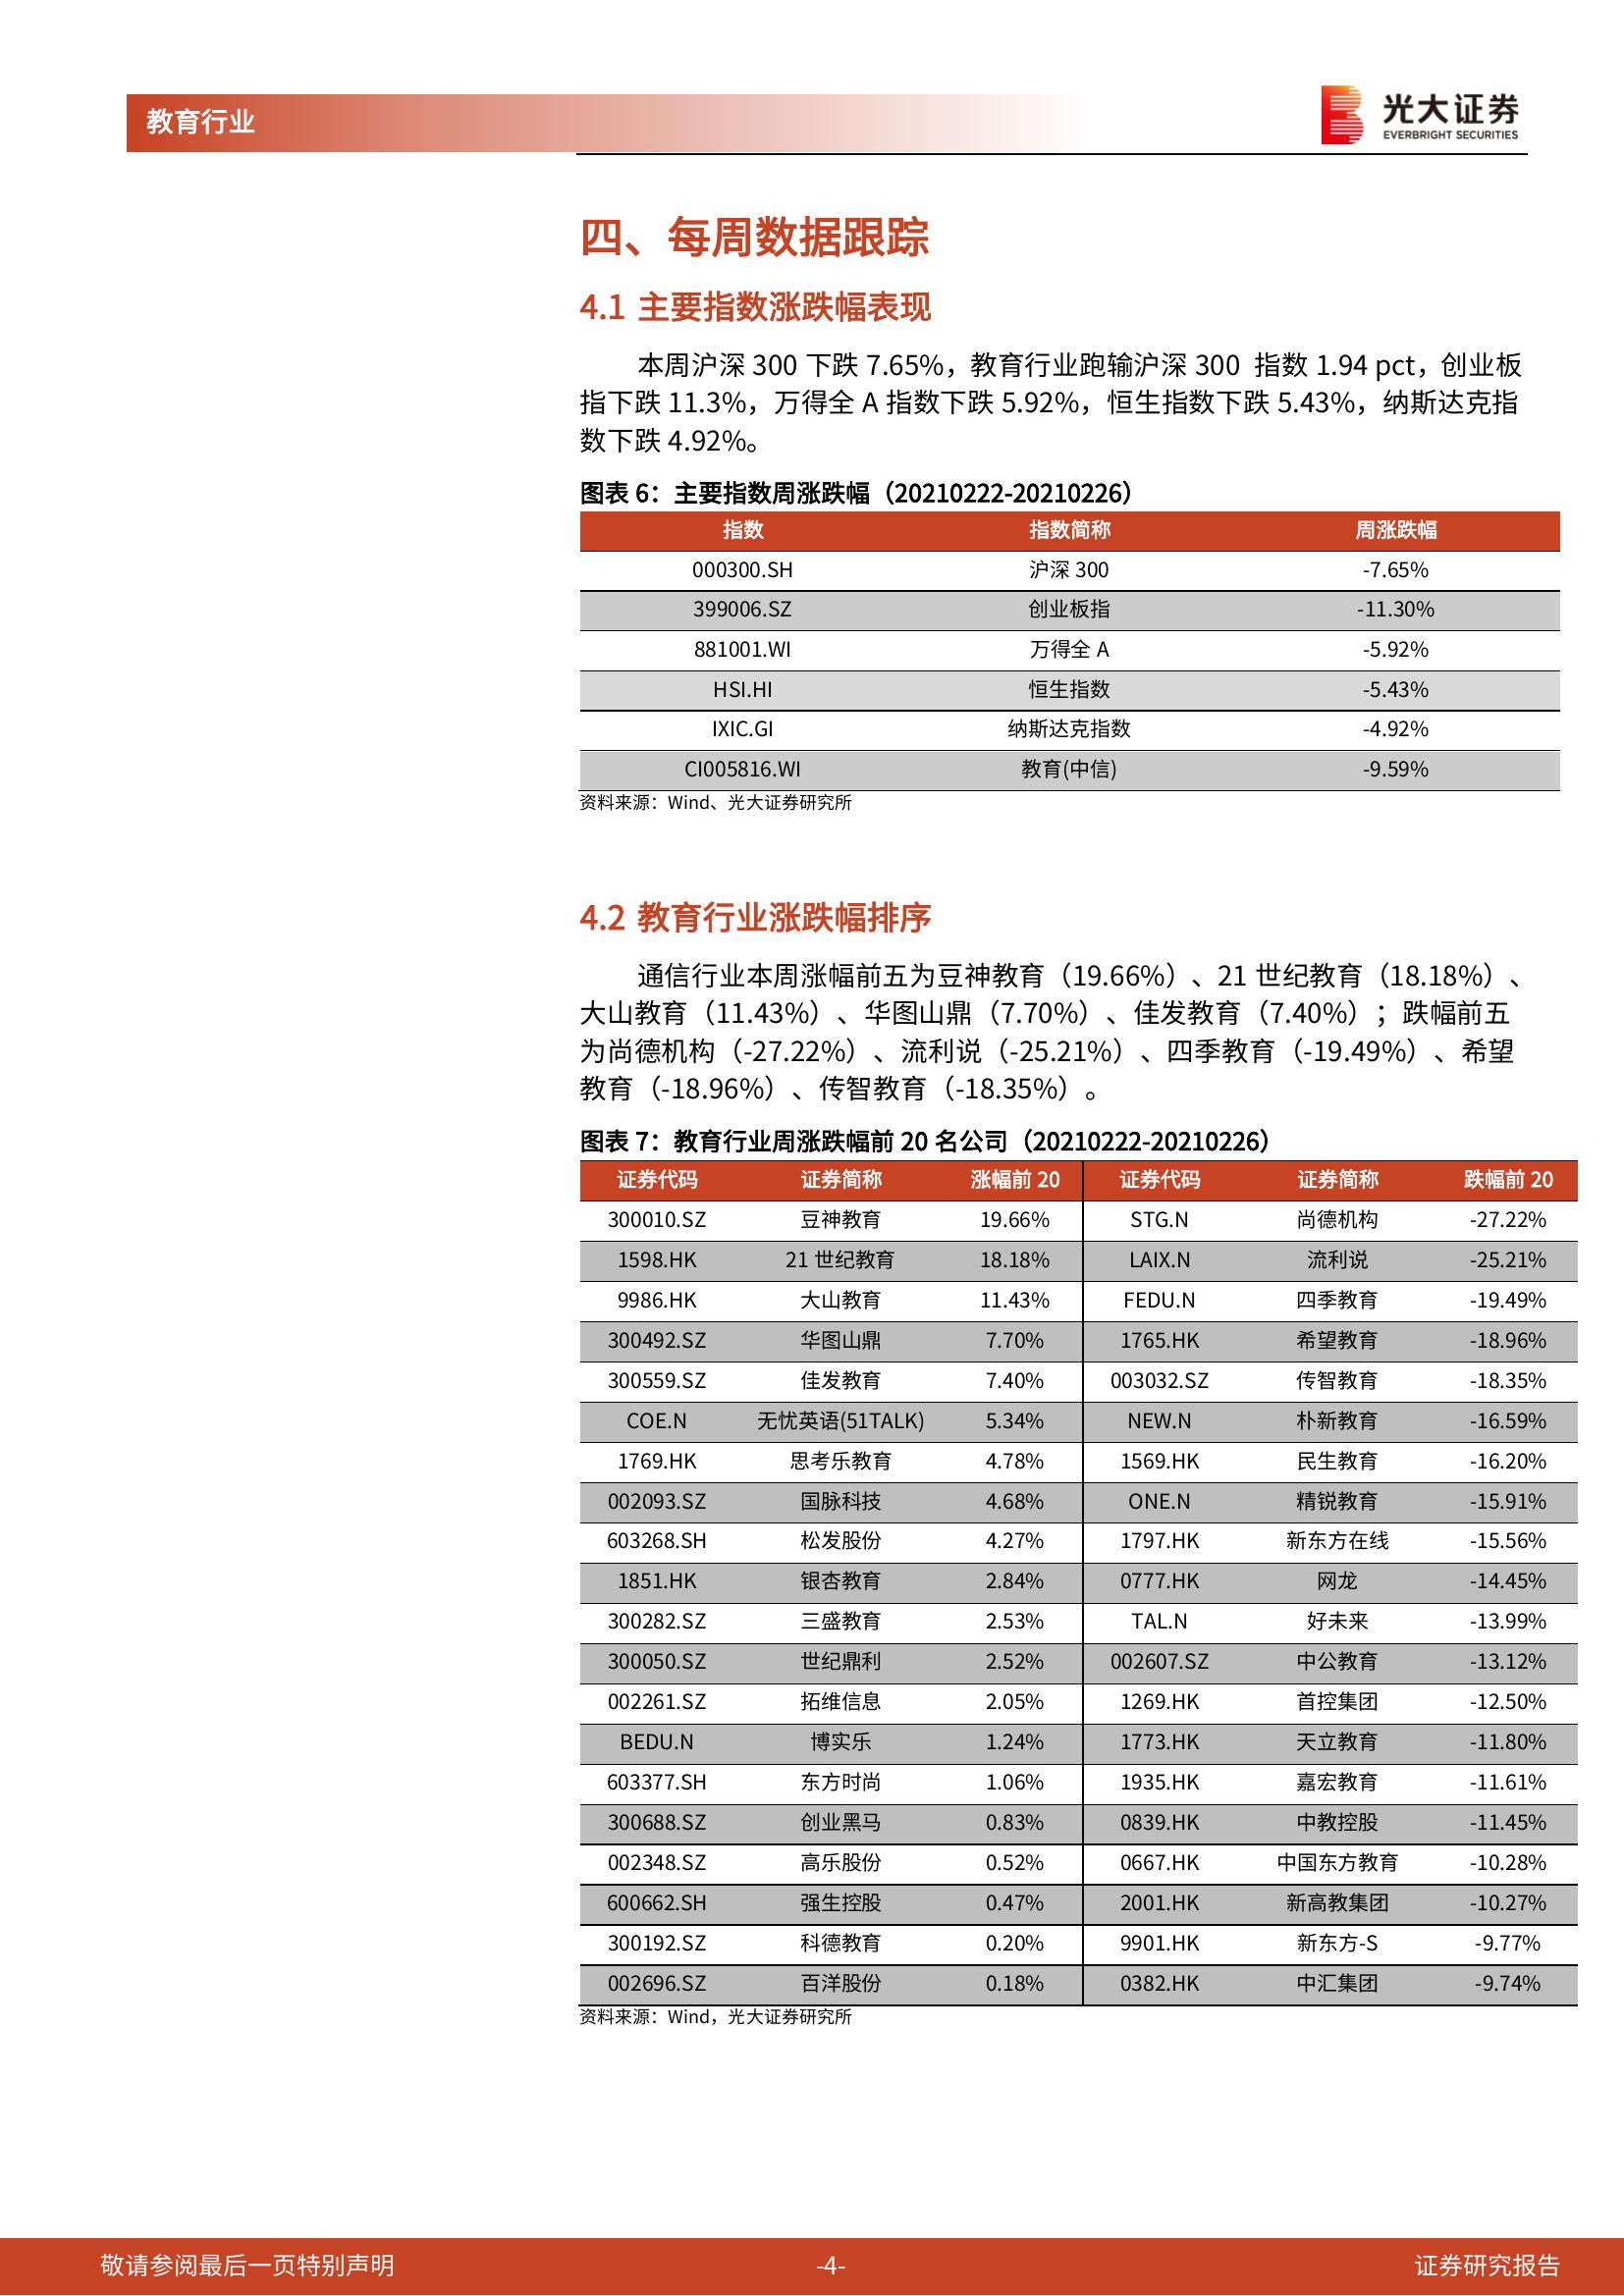 教育行业
光大证券
EVERBRIGHT SECURITIES
四、每周数据跟踪
4.1 主要指数涨跌幅表现
本周沪深 300 下跌 7.65%，教育行业跑输沪深 300 指数 1.94 pct，创业板
指下跌 11.3%，万得全 A 指数下跌 5.92%，恒生指数下跌 5.43%，纳斯达克指
数下跌 4.92%。
图表 6：主要指数周涨跌幅（20210222-20210226）
指数 指数简称 周涨跌幅
000300.SH 沪深 300 -7.65%
399006.SZ 创业板指 -11.30%
881001.WI 万得全 A -5.92%
HSI.HI 恒生指数 -5.43%
IXIC.GI 纳斯达克指数 -4.92%
CI005816.WI 教育(中信) -9.59%
资料来源：Wind、光大证券研究所
4.2 教育行业涨跌幅排序
通信行业本周涨幅前五为豆神教育（19.66%）、21 世纪教育（18.18%）、
大山教育（11.43%）、华图山鼎（7.70%）、佳发教育（7.40%）；跌幅前五
为尚德机构（-27.22%）、流利说（-25.21%）、四季教育（-19.49%）、希望
教育（-18.96%）、传智教育（-18.35%）。
图表 7：教育行业周涨跌幅前 20 名公司（20210222-20210226）
证券代码 证券简称 涨幅前 20 证券代码 证券简称 跌幅前 20
300010.SZ 豆神教育 19.66% STG.N 尚德机构 -27.22%
1598.HK 21 世纪教育 18.18% LAIX.N 流利说 -25.21%
9986.HK 大山教育 11.43% FEDU.N 四季教育 -19.49%
300492.SZ 华图山鼎 7.70% 1765.HK 希望教育 -18.96%
300559.SZ 佳发教育 7.40% 003032.SZ 传智教育 -18.35%
COE.N 无忧英语(51TALK) 5.34% NEW.N 朴新教育 -16.59%
1769.HK 思考乐教育 4.78% 1569.HK 民生教育 -16.20%
002093.SZ 国脉科技 4.68% ONE.N 精锐教育 -15.91%
603268.SH 松发股份 4.27% 1797.HK 新东方在线 -15.56%
1851.HK 银杏教育 2.84% 0777.HK 网龙 -14.45%
300282.SZ 三盛教育 2.53% TAL.N 好未来 -13.99%
300050.SZ 世纪鼎利 2.52% 002607.SZ 中公教育 -13.12%
002261.SZ 拓维信息 2.05% 1269.HK 首控集团 -12.50%
BEDU.N 博实乐 1.24% 1773.HK 天立教育 -11.80%
603377.SH 东方时尚 1.06% 1935.HK 嘉宏教育 -11.61%
300688.SZ 创业黑马 0.83% 0839.HK 中教控股 -11.45%
002348.SZ 高乐股份 0.52% 0667.HK 中国东方教育 -10.28%
600662.SH 强生控股 0.47% 2001.HK 新高教集团 -10.27%
300192.SZ 科德教育 0.20% 9901.HK 新东方-S -9.77%
002696.SZ 百洋股份 0.18% 0382.HK 中汇集团 -9.74%
资料来源：Wind，光大证券研究所
敬请参阅最后一页特别声明 -4- 证券研究报告